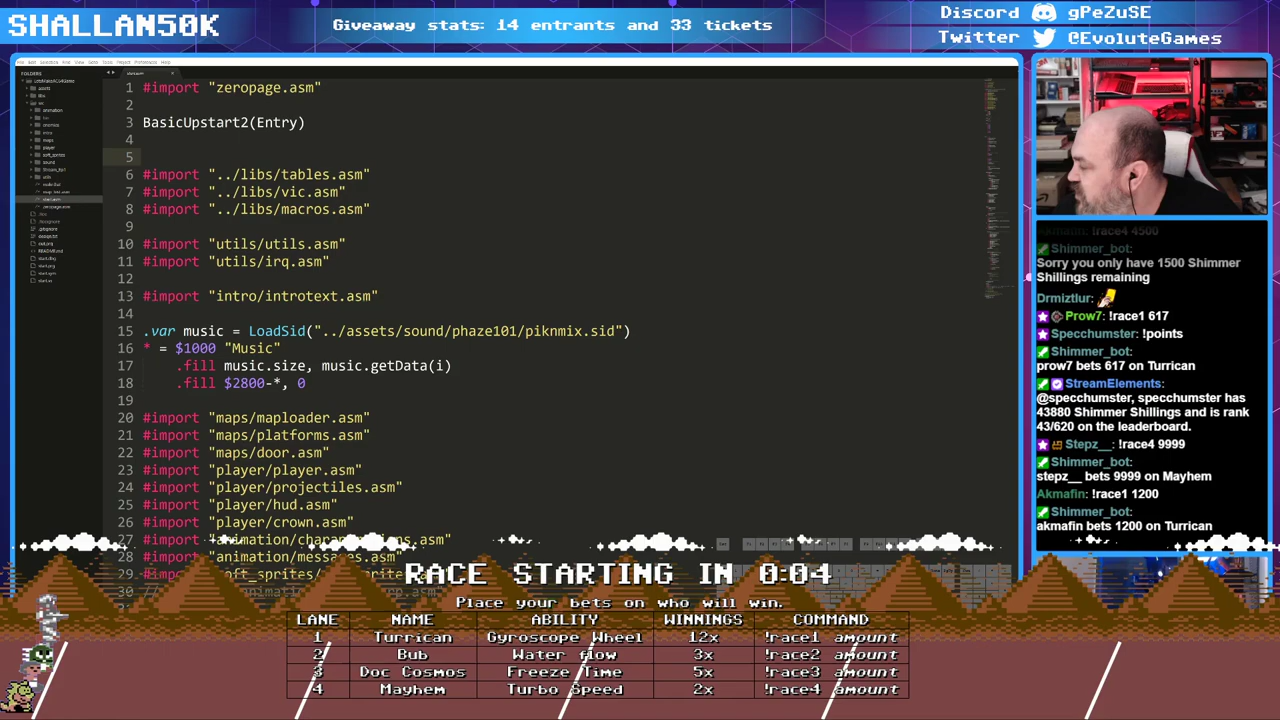 SHALLAN50K
Giveaway stats: 14 entrants and 33 tickets
Discord gPeZuSE
Twitter @EvoluteGames
FOLDERS
1 #import "zeropage.asm"
2
3 BasicUpstart2(Entry)
4
5
6 #import "../libs/tables.asm"
7 #import "../libs/vic.asm"
8 #import "../libs/macros.asm"
10 #import "utils/utils.asm"
11 #import "utils/irq.asm"
12
13 #import "intro/introtext.asm"
14
15 .var music = LoadSid("../assets/sound/phaze101/piknmix.sid")
16 * = $1000 "Music"
17 .fill music.size, music.getData(i)
18 .fill $2800-*, 0
19
20 #import "maps/maploader.asm"
21 #import "maps/platforms.asm"
22 #import "maps/door.asm"
23 #import "player/player.asm"
24 #import "player/projectiles.asm"
25 #import "player/hud.asm"
26 #import "player/crown.asm"
27 #import
28 #import "animation/messages.asm"
29
Akmafin: !race4 4500
Shimmer_bot:
Sorry you only have 1500 Shimmer
Shillings remaining
Drmiztlur:
Prow7: !race1 617
Specchumster: !points
Shimmer_bot:
prow7 bets 617 on Turrican
StreamElements:
@specchumster, specchumster has
43880 Shimmer Shillings and is rank
43/620 on the leaderboard.
Stepz__: !race4 9999
Shimmer_bot:
stepz__ bets 9999 on Mayhem
Akmafin: !race1 1200
Shimmer_bot:
akmafin bets 1200 on Turrican
RACE STARTING IN 0:04
Place your bets on who will win.
LANE NAME ABILITY WINNINGS COMMAND
1 Turrican Gyroscope Wheel 12x !race1 amount
2 Bub Water flow 3x !race2 amount
3 Doc Cosmos Freeze Time 5x !race3 amount
4 Mayhem Turbo Speed 2x !race4 amount